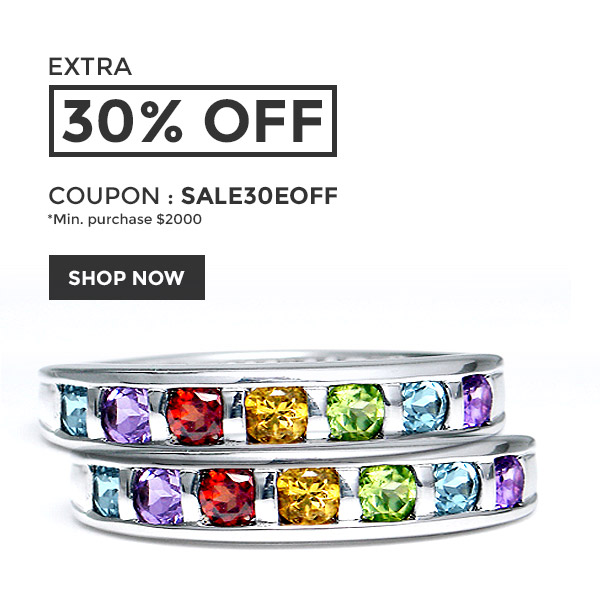 EXTRA
30% OFF
COUPON : SALE30EOFF
*Min. purchase $2000
SHOP NOW